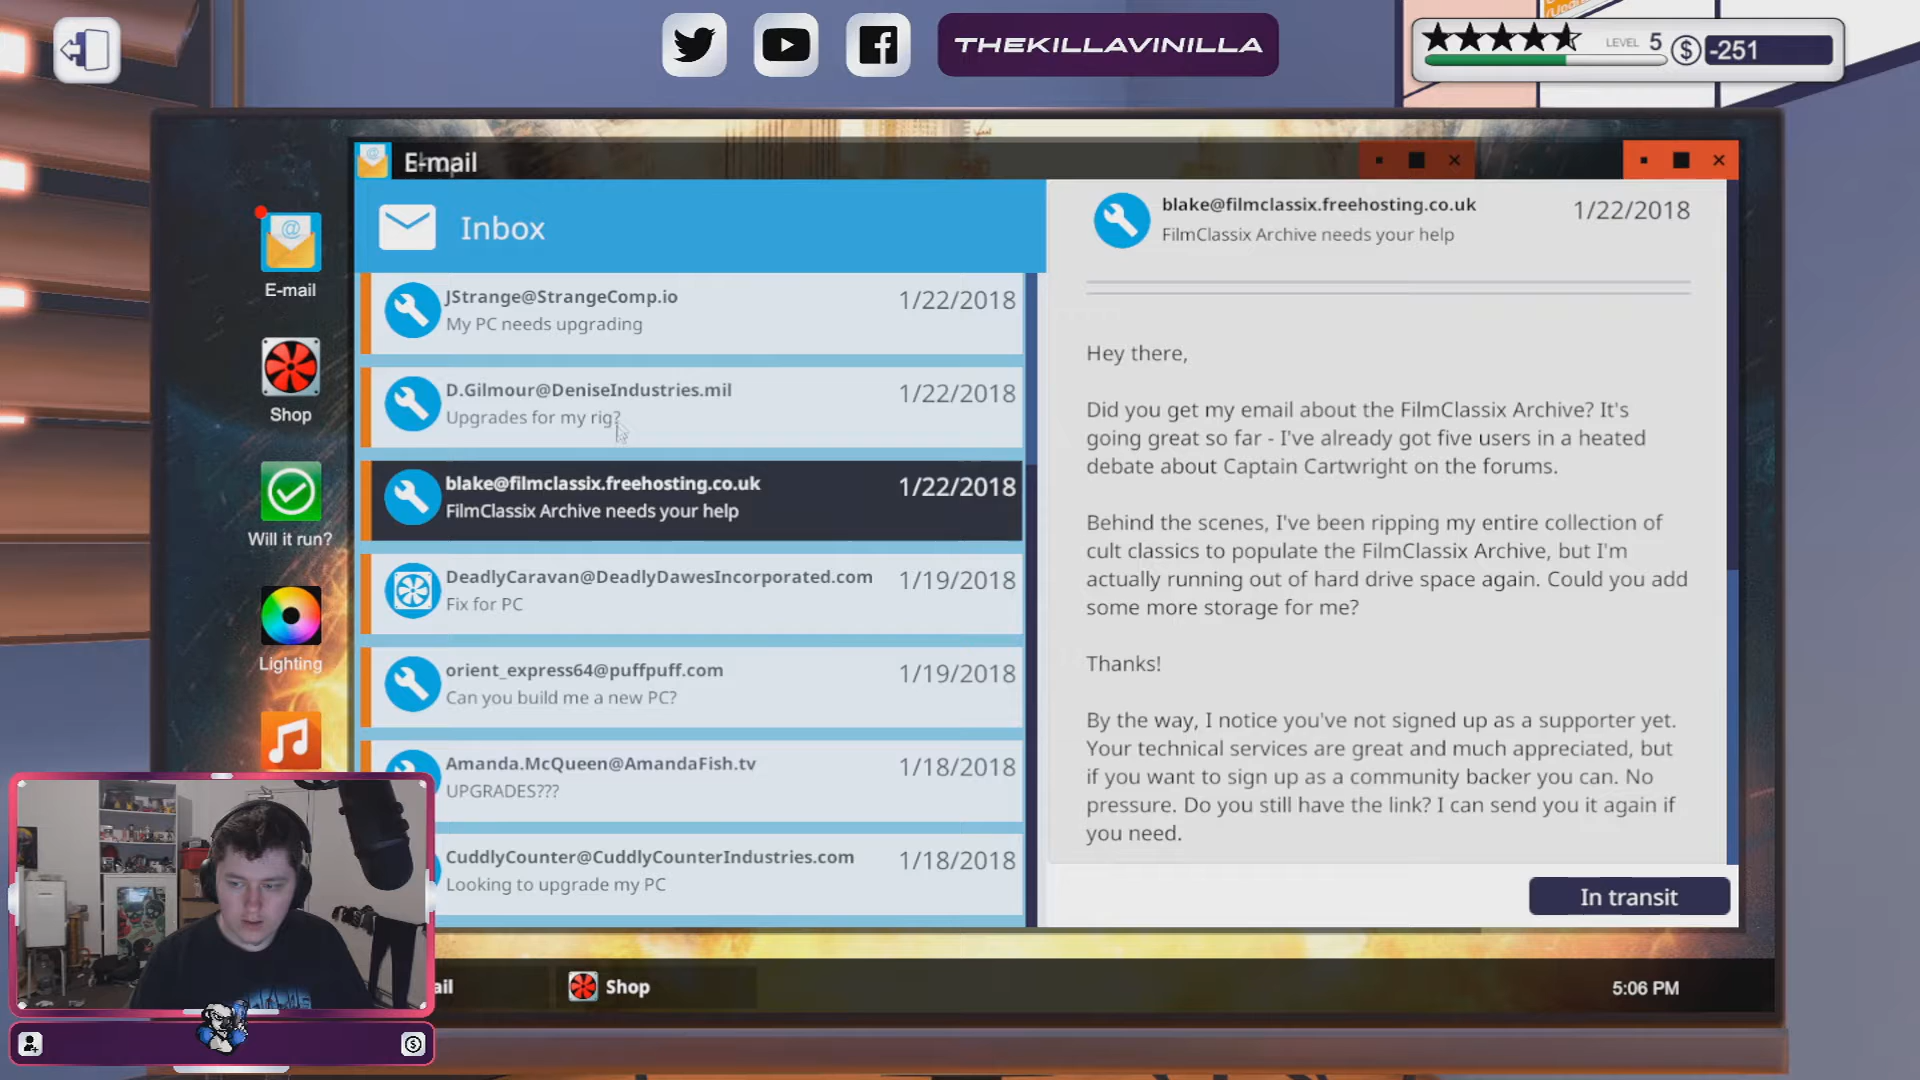 THEKILLAVINILLA
LEVEL 5
-251
E-mail
Inbox
E-mail
Shop
Will it run?
Lighting
JStrange@StrangeComp.io
1/22/2018
My PC needs upgrading
D.Gilmour@DeniseIndustries.mil
1/22/2018
Upgrades for my rig?
blake@filmclassix.freehosting.co.uk
1/22/2018
FilmClassix Archive needs your help
DeadlyCaravan@DeadlyDawesIncorporated.com
1/19/2018
Fix for PC
orient_express64@puffpuff.com
1/19/2018
Can you build me a new PC?
Amanda.McQueen@AmandaFish.tv
1/18/2018
UPGRADES???
CuddlyCounter@CuddlyCounterIndustries.com
1/18/2018
Looking to upgrade my PC
blake@filmclassix.freehosting.co.uk
1/22/2018
FilmClassix Archive needs your help
Hey there,
Did you get my email about the FilmClassix Archive? It's
going great so far - I've already got five users in a heated
debate about Captain Cartwright on the forums.
Behind the scenes, I've been ripping my entire collection of
cult classics to populate the FilmClassix Archive, but I'm
actually running out of hard drive space again. Could you add
some more storage for me?
Thanks!
By the way, I notice you've not signed up as a supporter yet.
Your technical services are great and much appreciated, but
if you want to sign up as a community backer you can. No
pressure. Do you still have the link? I can send you it again if
you need.
In transit
ail
Shop
5:06 PM